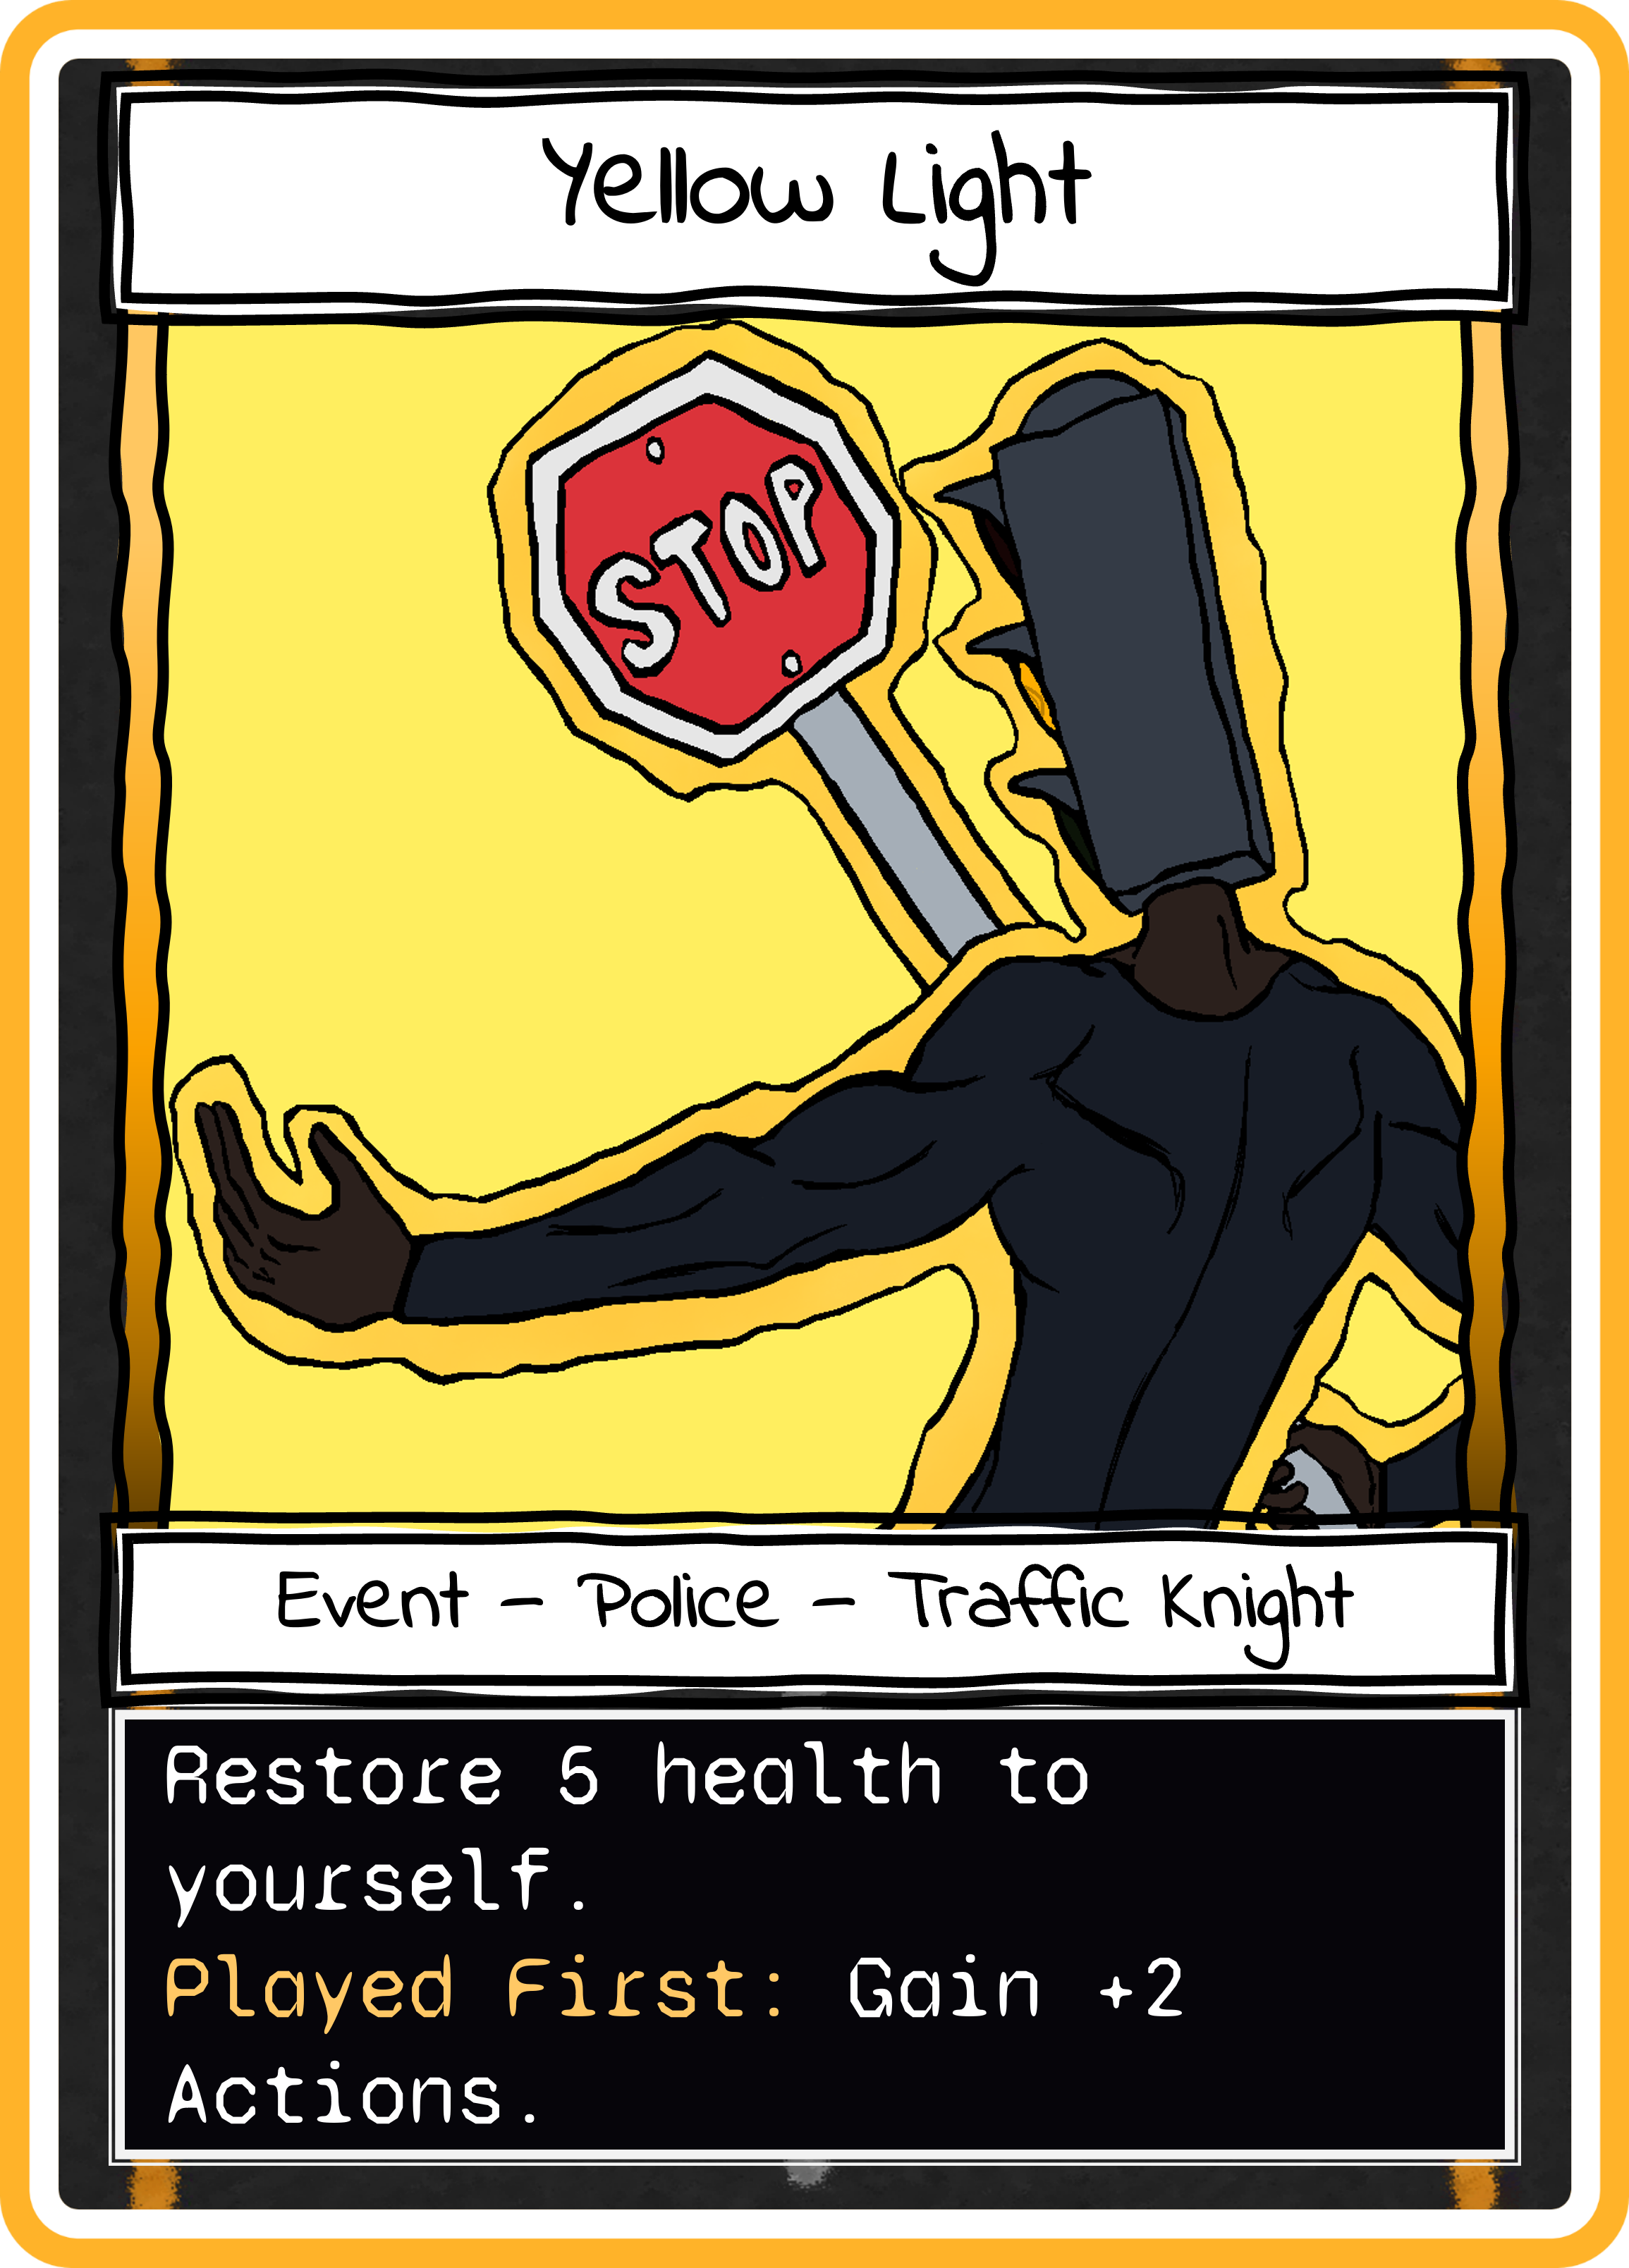 Yellow Light
STOP
Event - Police - Traffic Knight
Restore 5 health to
yourself.
Played First: Gain +2
Actions.